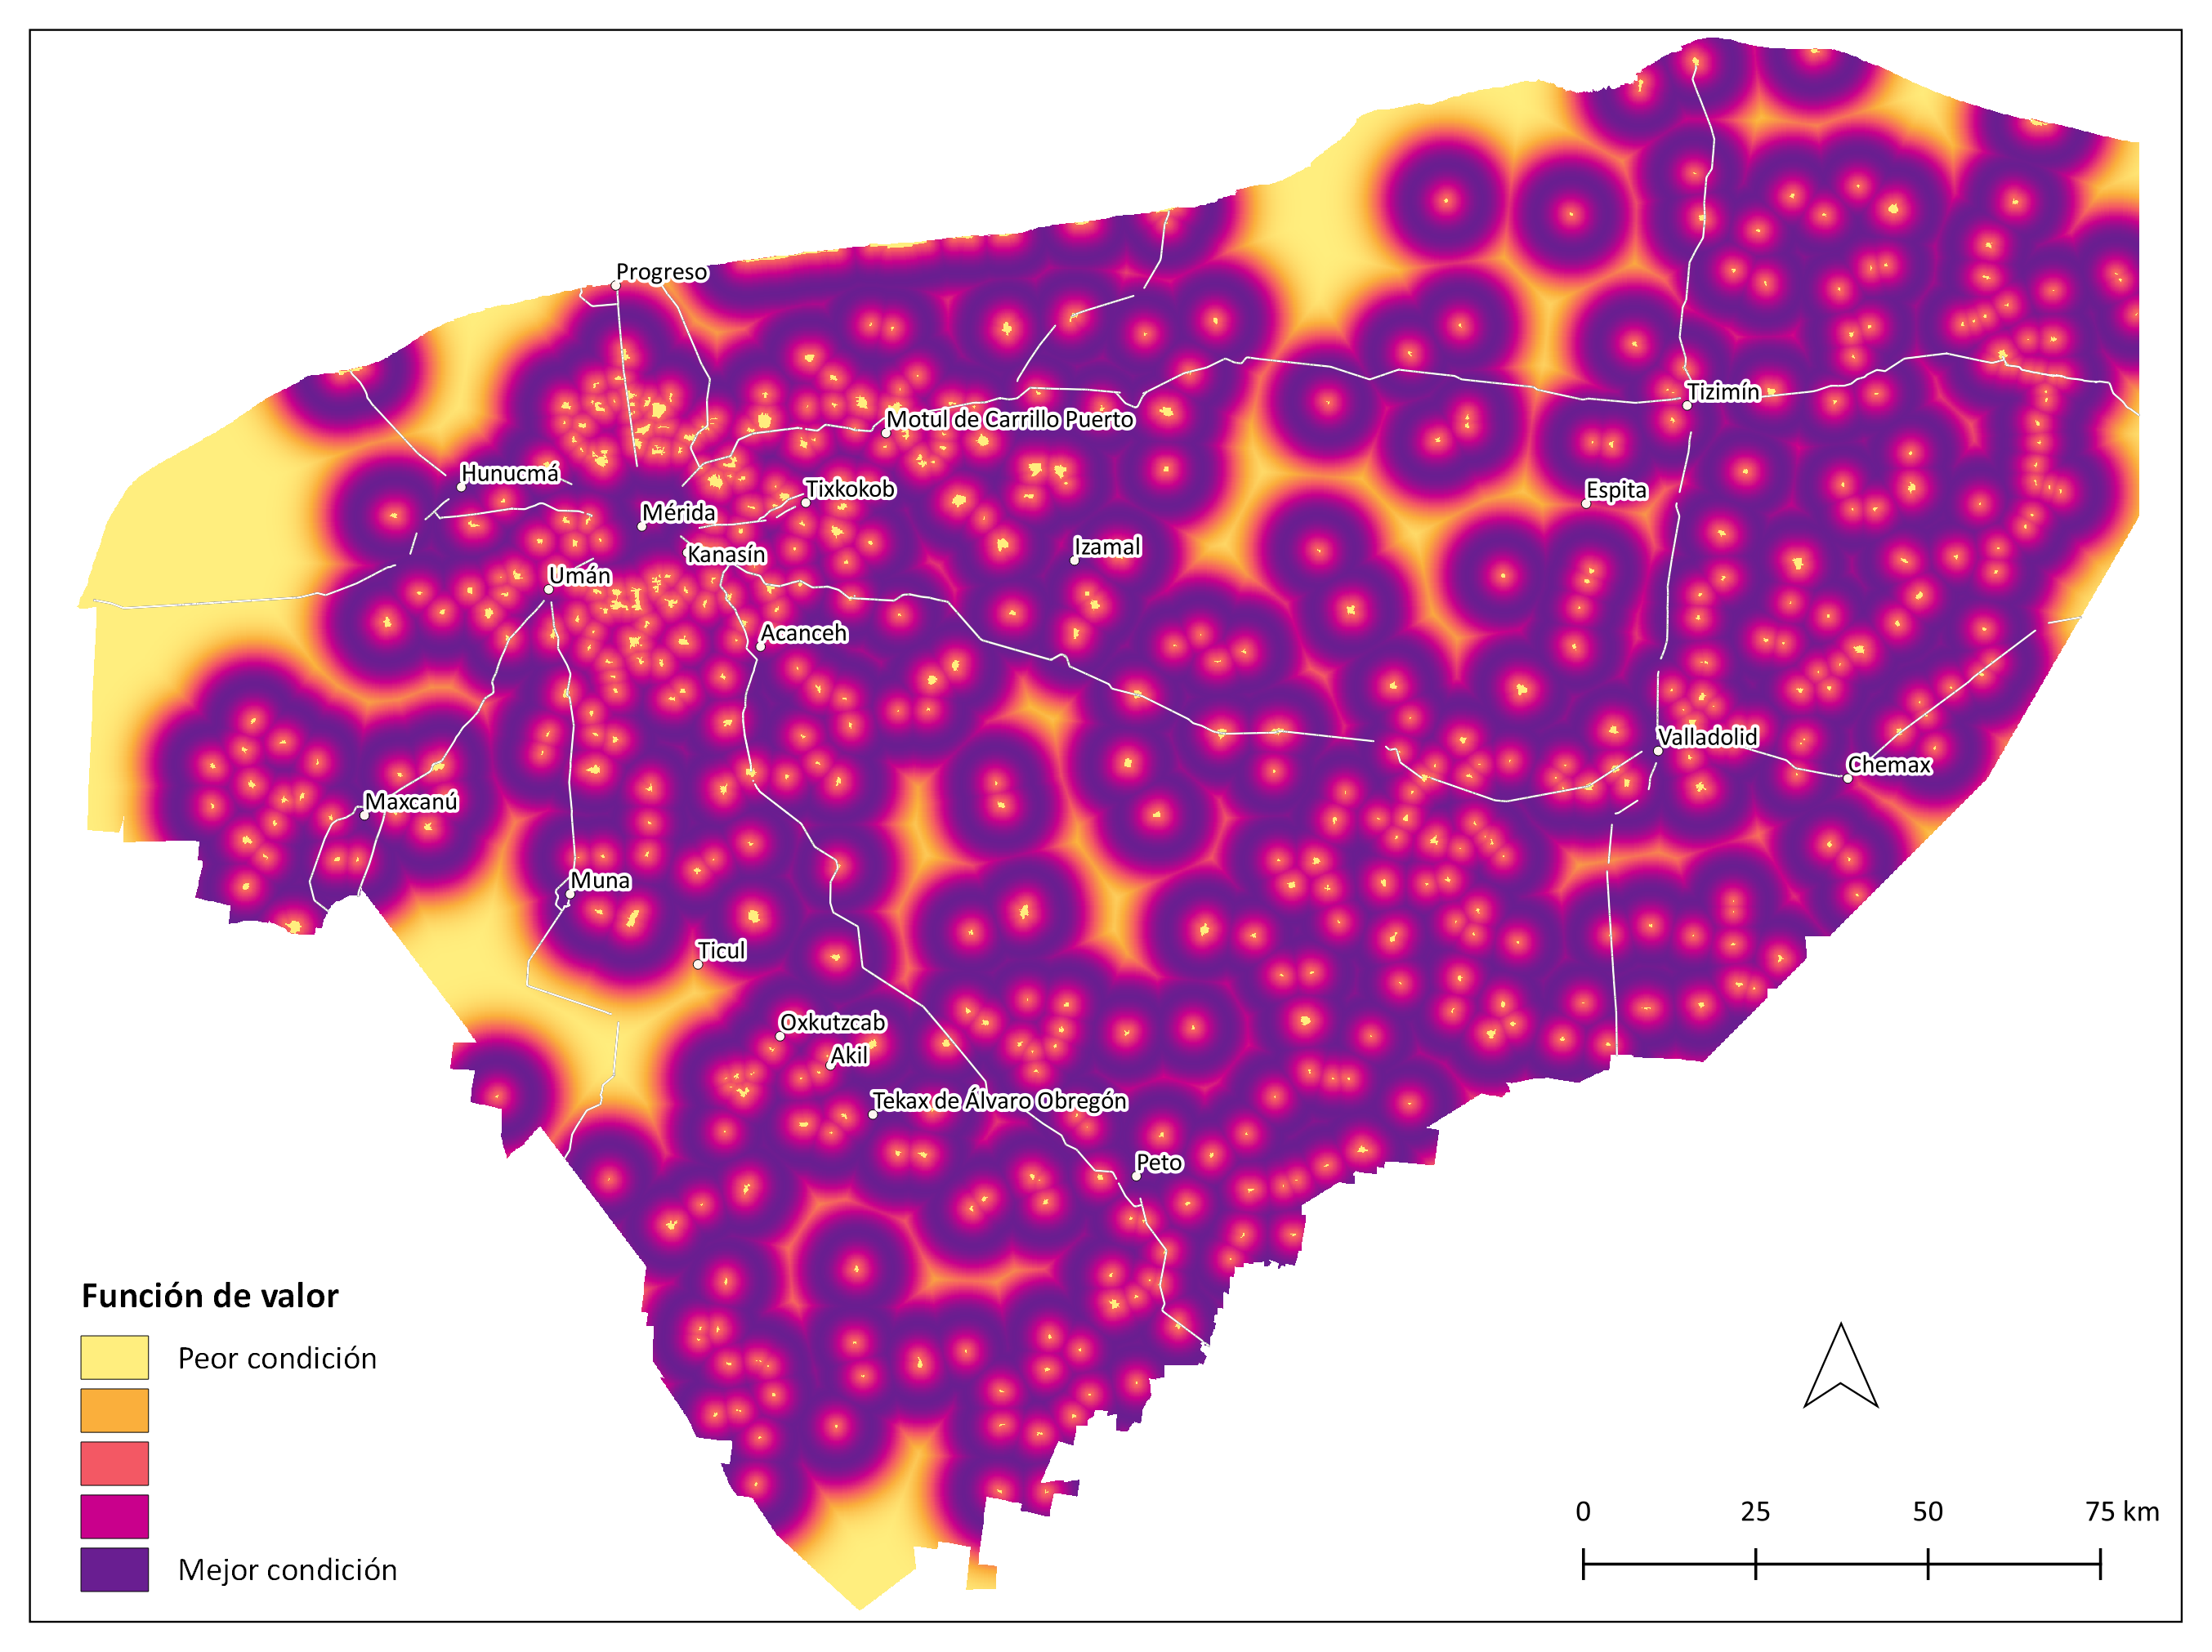 Progreso
Tizimín
Motul de Carrillo Puerto
Hunucmá
Tixkokob
Espita
Mérida
Izamal
Kanasín
Umán
Acanceh
Valladolid
Chemax
Maxcanú
Muna
Ticul
Oxkutzcab
Akil
Tekax de Álvaro Obregón
Peto
Función de valor
Peor condición
Mejor condición
0 25 50 75 km